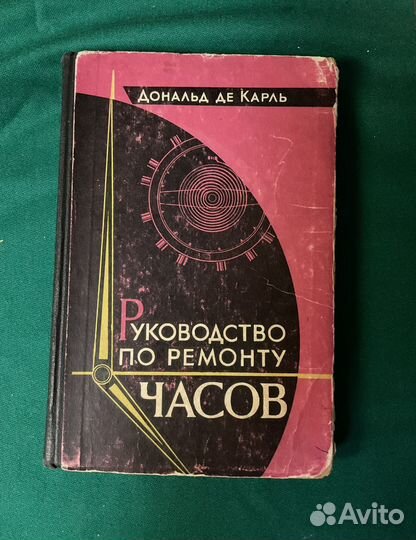 Дональд де Карль
Руководство
по ремонту
часов
Avito